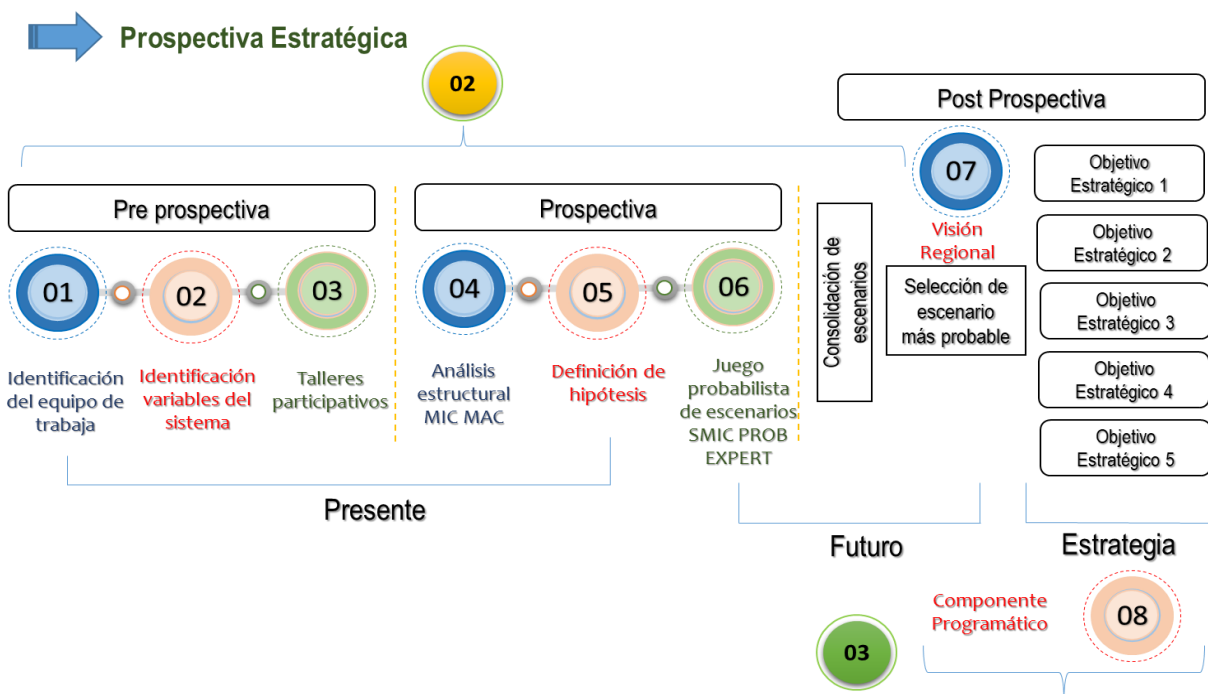 Prospectiva Estratégica
02
Post Prospectiva
Pre prospectiva
01
02
03
Identificación
del equipo de
trabaja
Identificación
variables del
sistema
Talleres
participativos
Prospectiva
04
05
06
Análisis
estructural
MIC MAC
Definición de
hipótesis
Juego
probabilista
de escenarios
SMIC PROB
EXPERT
Consolidación de
escenarios
07
Visión
Regional
Selección de
escenario
más probable
Objetivo
Estratégico 1
Objetivo
Estratégico 2
Objetivo
Estratégico 3
Objetivo
Estratégico 4
Objetivo
Estratégico 5
Presente
Futuro
Estrategia
Componente
Programático
08
03